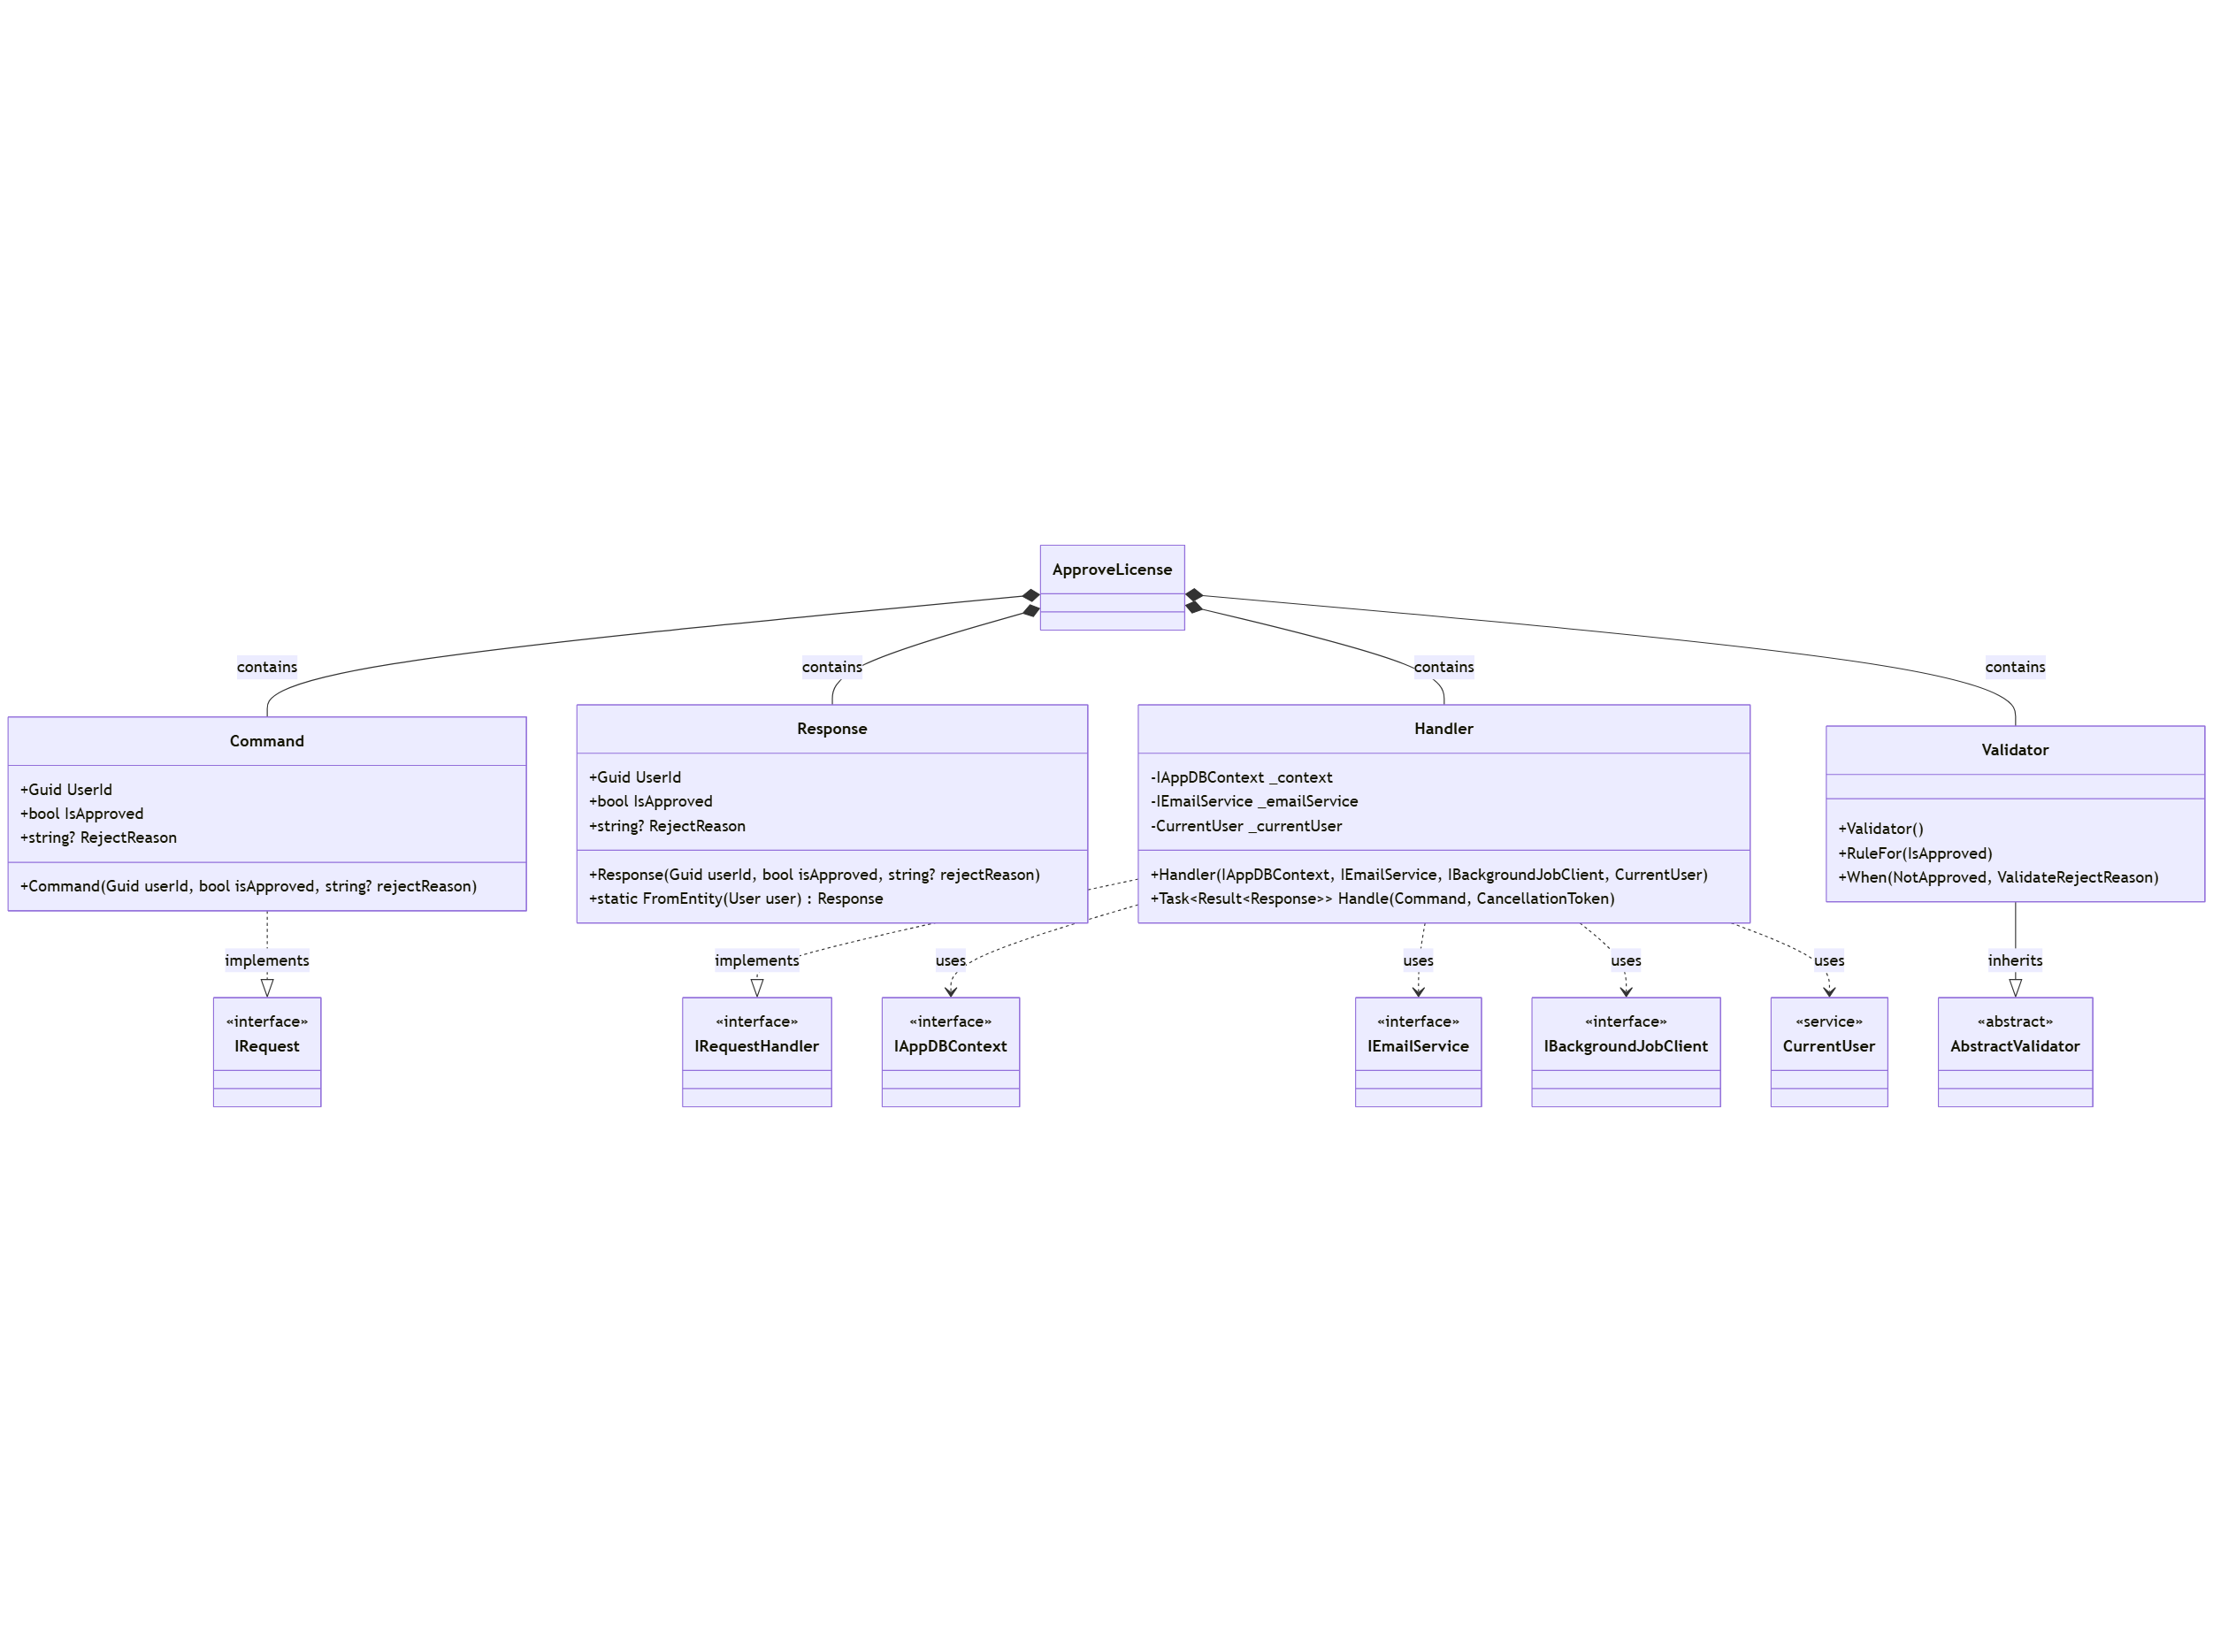 ApproveLicense
contains
contains
contains
contains
Command
+Guid UserId
+bool IsApproved
+string? RejectReason
+Command(Guid userId, bool isApproved, string? rejectReason)
Response
+Guid UserId
+bool IsApproved
+string? RejectReason
+Response(Guid userId, bool isApproved, string? rejectReason)
+static FromEntity(User user) : Response
Handler
-IAppDBContext _context
-IEmailService _emailService
-CurrentUser _currentUser
+Handler(IAppDBContext, IEmailService, IBackgroundJobClient, CurrentUser)
+Task<Result<Response>> Handle(Command, CancellationToken)
Validator
+Validator()
+RuleFor(IsApproved)
+When(NotApproved, ValidateRejectReason)
implements
implements
uses
uses
uses
uses
inherits
«interface»
IRequest
«interface»
IRequestHandler
«interface»
IAppDBContext
«interface»
IEmailService
«interface»
IBackgroundJobClient
«service»
CurrentUser
«abstract»
AbstractValidator